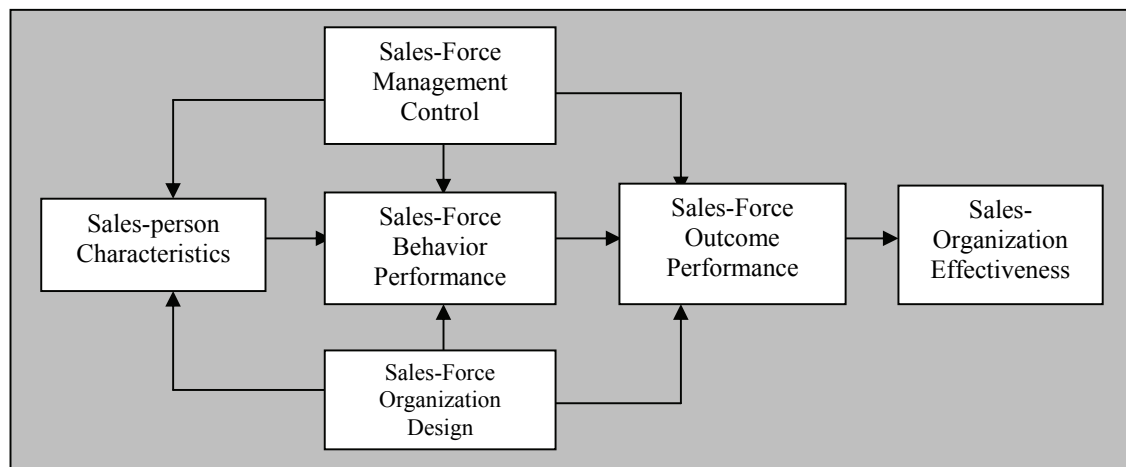 Sales-Force
Management
Control
Sales-person
Characteristics
Sales-Force
Behavior
Performance
Sales-Force
Outcome
Performance
Sales-
Organization
Effectiveness
Sales-Force
Organization
Design